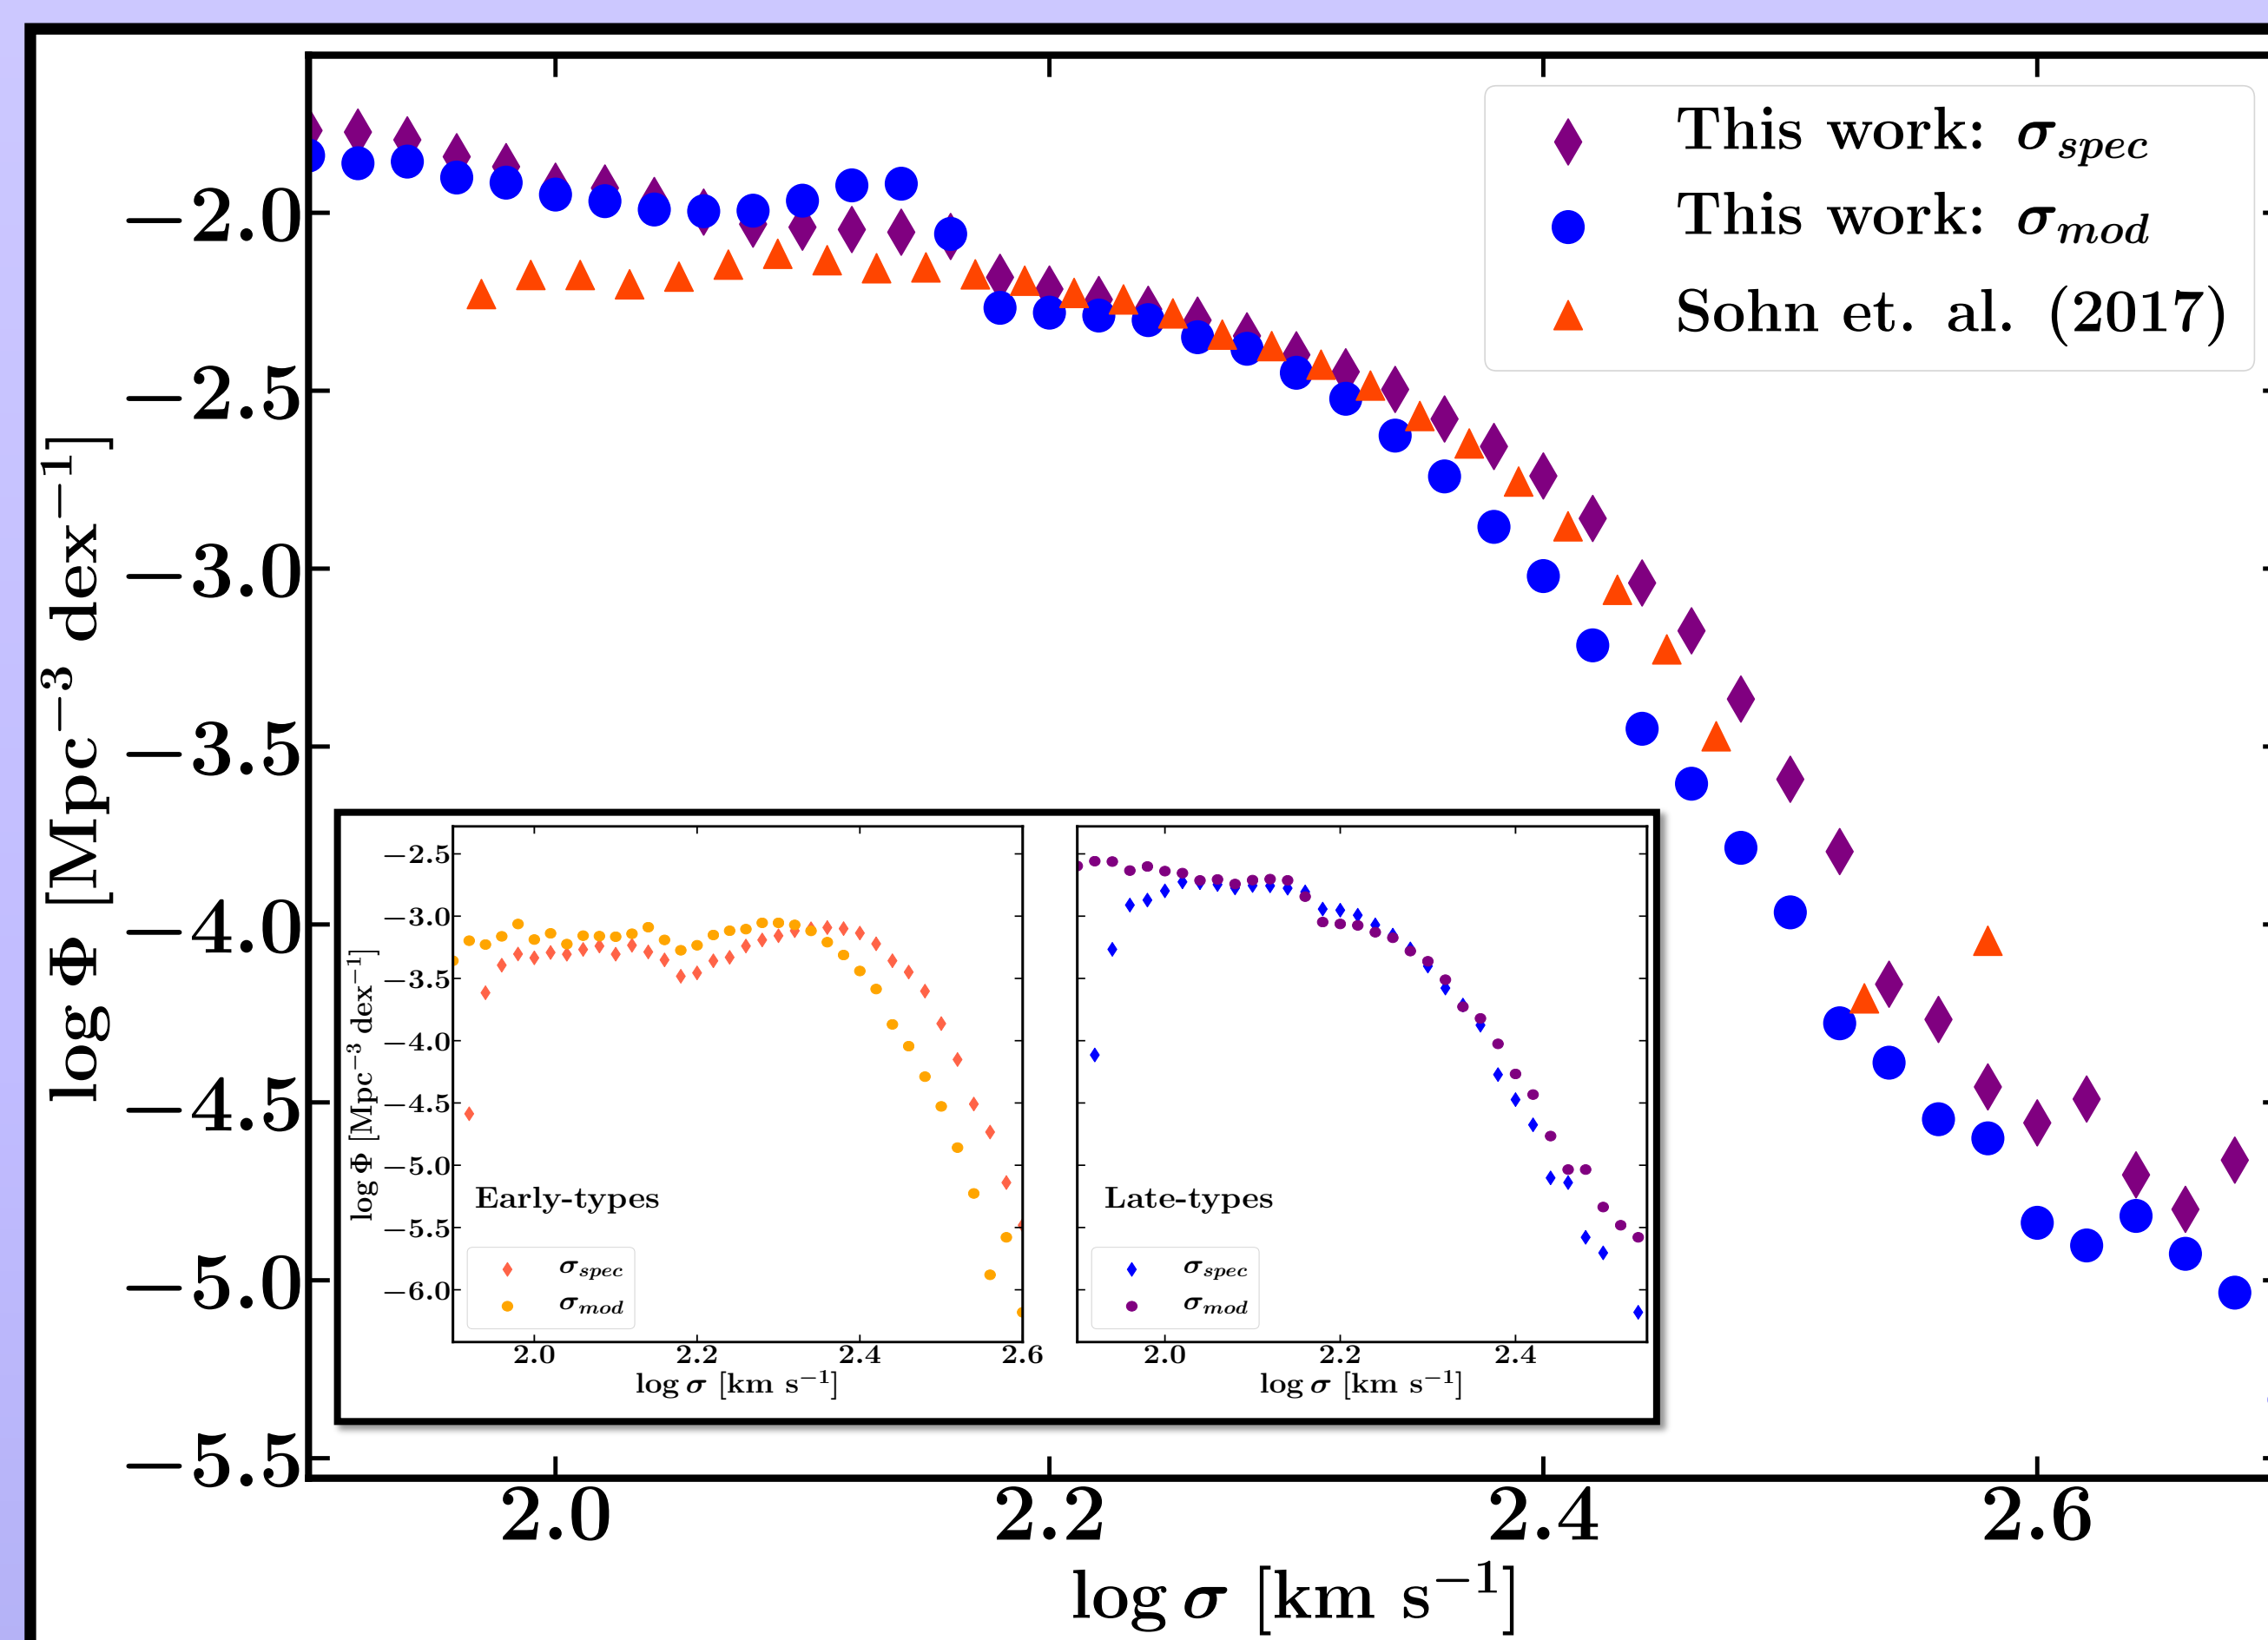 This work: σspec
This work: σmod
Sohn et. al. (2017)
−2.0
−2.5
−3.0
−3.5
−4.0
−4.5
−5.0
−5.5
log Φ [Mpc⁻³ dex⁻¹]
−2.5
−3.0
−3.5
−4.0
−4.5
−5.0
−5.5
−6.0
log Φ [Mpc⁻³ dex⁻¹]
Early-types
σspec
σmod
2.0 2.2 2.4 2.6
log σ [km s⁻¹]
Late-types
σspec
σmod
2.0 2.2 2.4
log σ [km s⁻¹]
2.0 2.2 2.4 2.6
log σ [km s⁻¹]